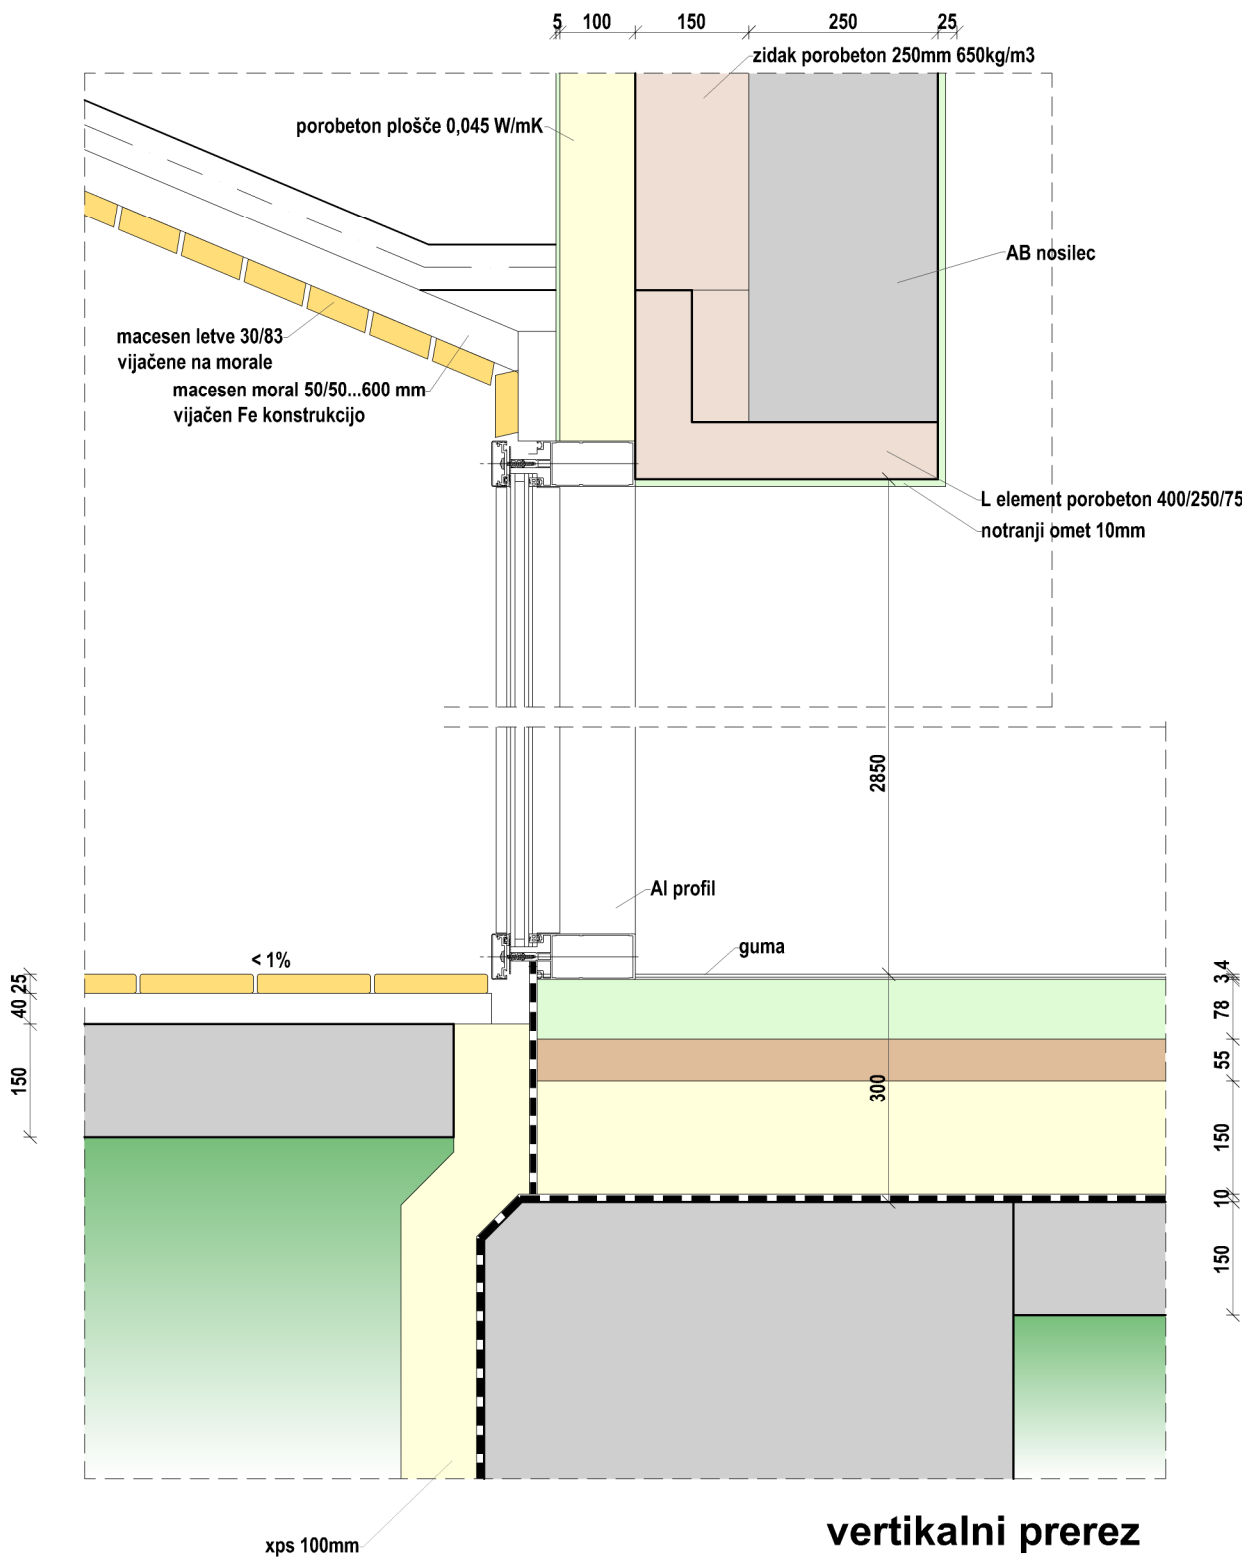 5 100 150 250 25
zidak porobeton 250mm 650kg/m3
porobeton plošče 0,045 W/mK
AB nosilec
macesen letve 30/83
vijačene na morale
macesen moral 50/50...600 mm
vijačen Fe konstrukcijo
L element porobeton 400/250/75
notranji omet 10mm
2850
Al profil
guma
< 1%
25
40
150
3,4
78
55
150
10
150
300
xps 100mm
vertikalni prerez